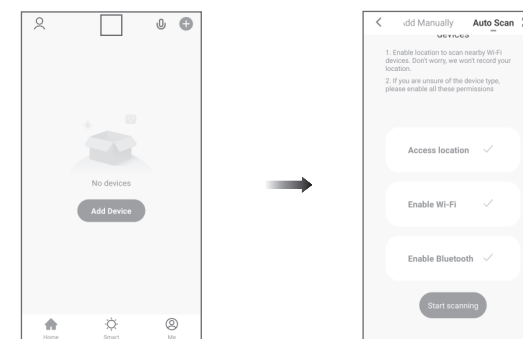 No devices
Add Device
Home Smart Me
dd Manually Auto Scan
devices
1. Enable location to scan nearby Wi-Fi
devices. Don't worry, we won't record your
location.
2. If you are unsure of the device type,
please enable all these permissions
Access location
Enable Wi-Fi
Enable Bluetooth
Start scanning